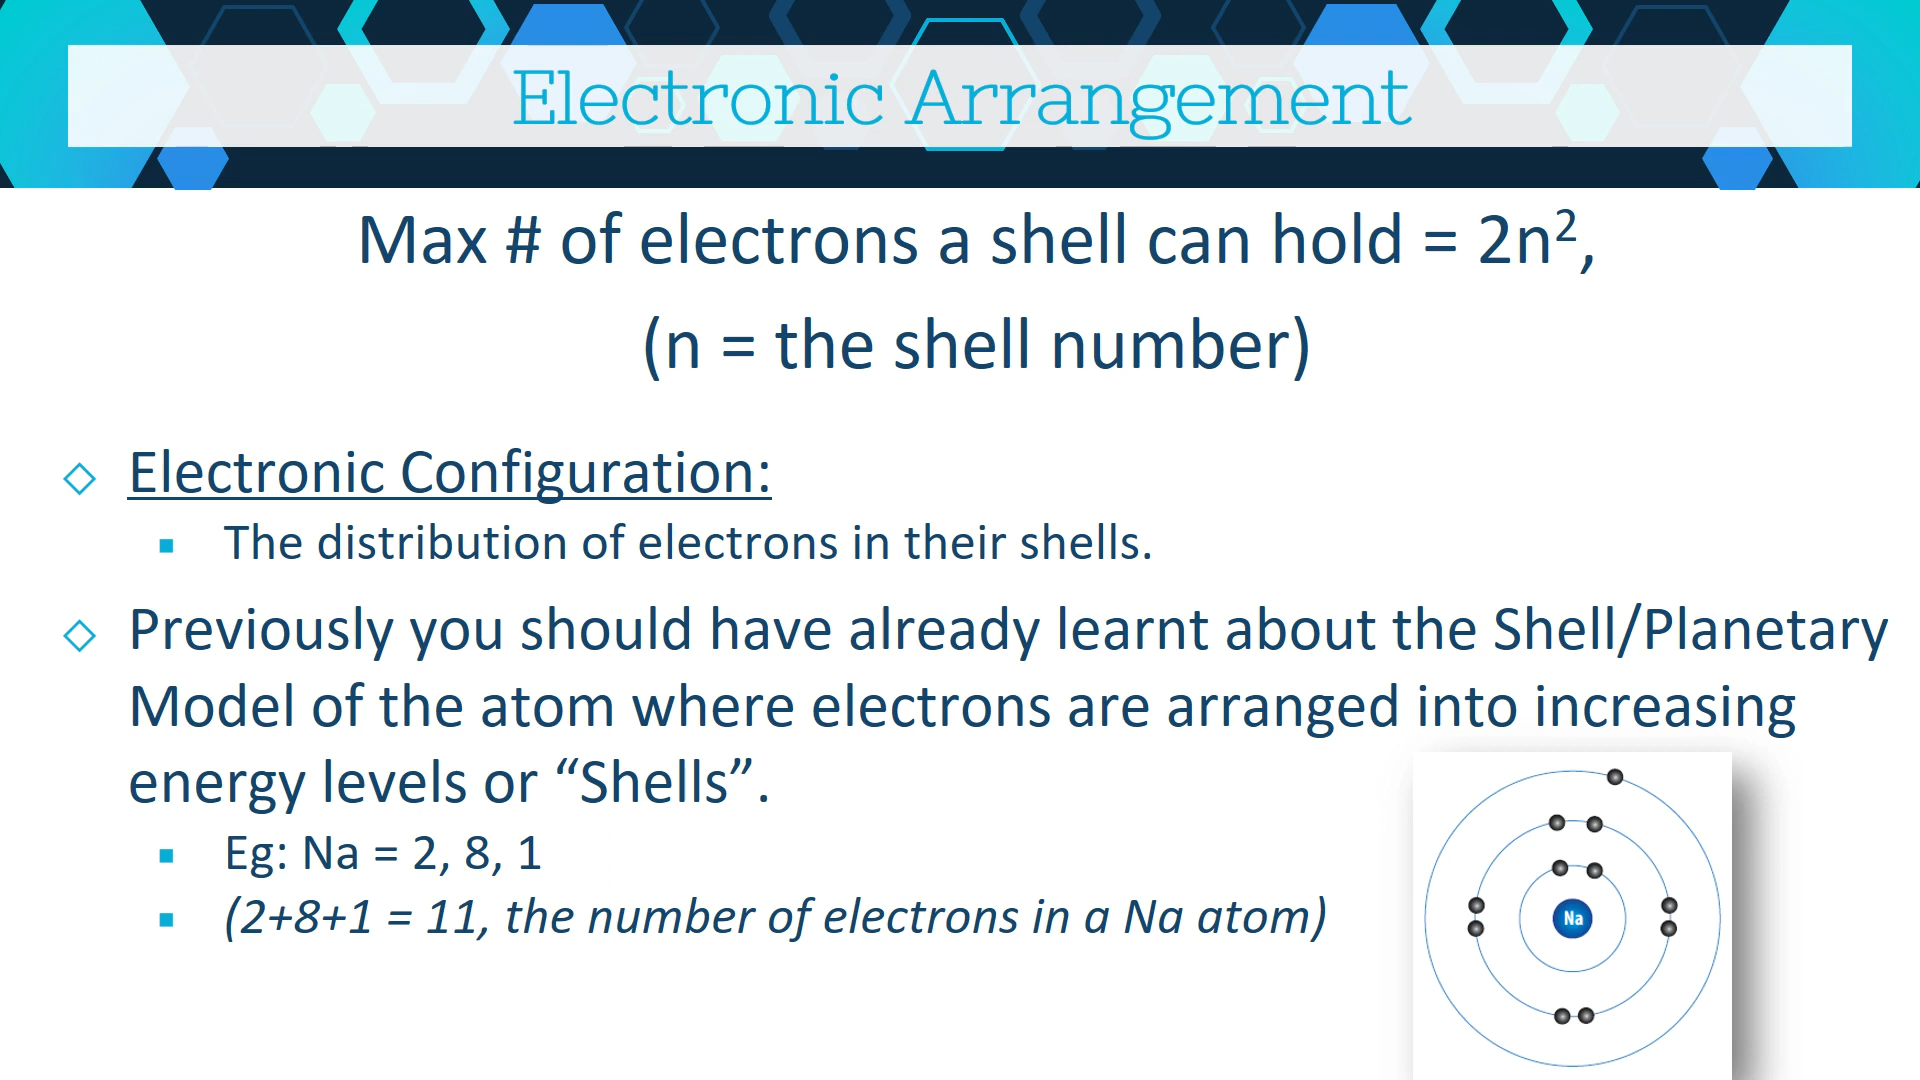 Electronic Arrangement
Max # of electrons a shell can hold = 2n²,
(n = the shell number)
Electronic Configuration:
The distribution of electrons in their shells.
Previously you should have already learnt about the Shell/Planetary
Model of the atom where electrons are arranged into increasing
energy levels or “Shells”.
Eg: Na = 2, 8, 1
(2+8+1 = 11, the number of electrons in a Na atom)
Na